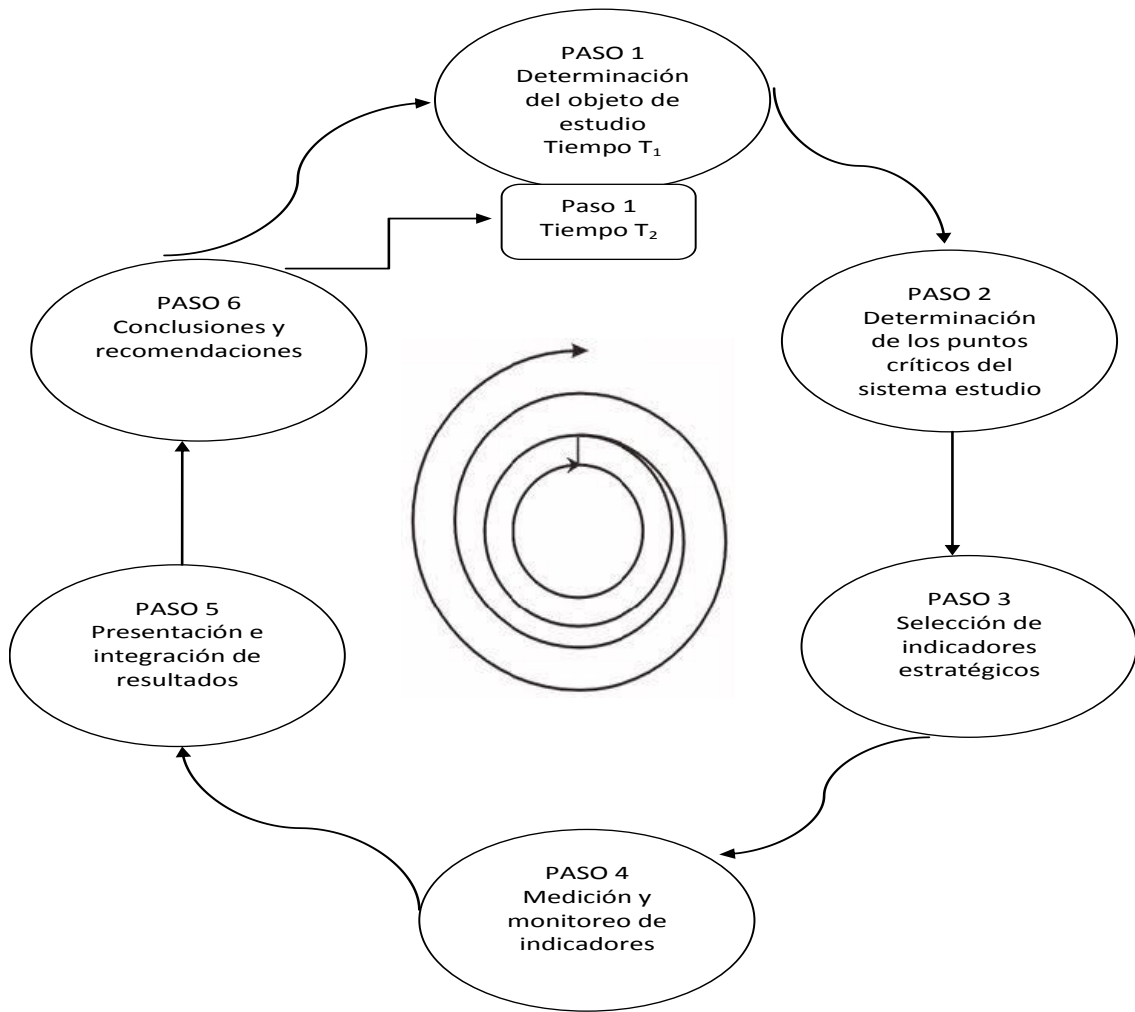 PASO 1
Determinación
del objeto de
estudio
Tiempo T₁
Paso 1
Tiempo T₂
PASO 2
Determinación
de los puntos
críticos del
sistema estudio
PASO 3
Selección de
indicadores
estratégicos
PASO 4
Medición y
monitoreo de
indicadores
PASO 5
Presentación e
integración de
resultados
PASO 6
Conclusiones y
recomendaciones